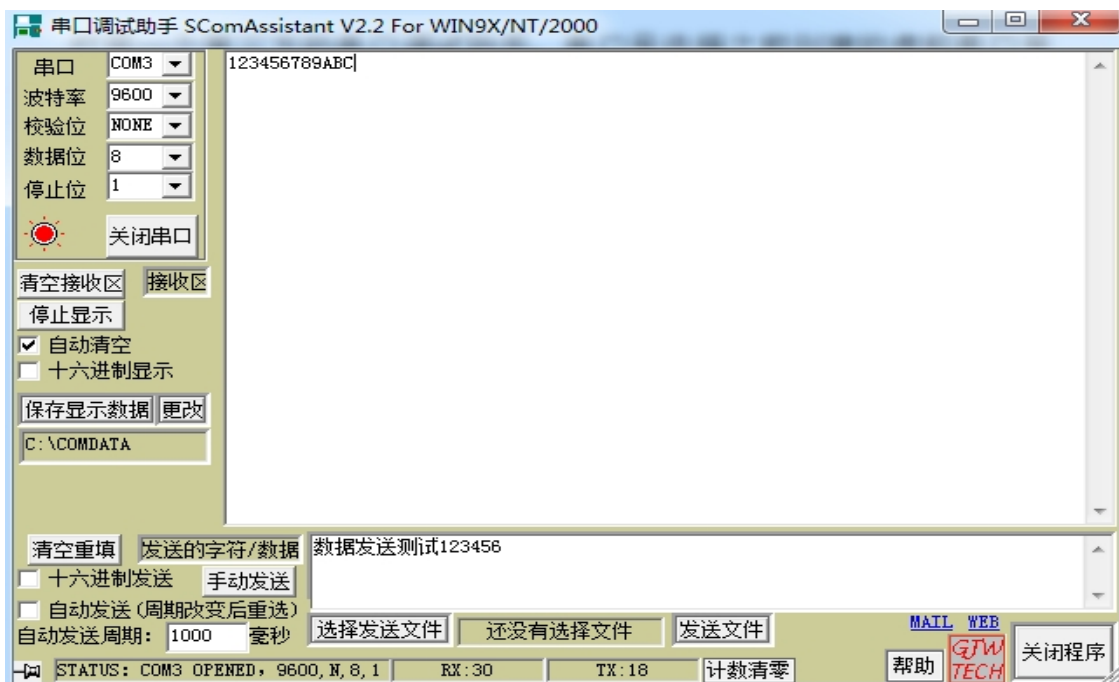 串口调试助手 SComAssistant V2.2 For WIN9X/NT/2000
串口 COM3
波特率 9600
校验位 NONE
数据位 8
停止位 1
关闭串口
清空接收区 接收区
停止显示
自动清空
十六进制显示
保存显示数据 更改
C:\COMDATA
123456789ABC
清空重填 发送的字符/数据 数据发送测试123456
十六进制发送 手动发送
自动发送(周期改变后重选)
自动发送周期: 1000 毫秒 选择发送文件 还没有选择文件 发送文件
MAIL WEB
STATUS: COM3 OPENED, 9600,N,8,1 RX:30 TX:18 计数清零 帮助 GJW TECH 关闭程序